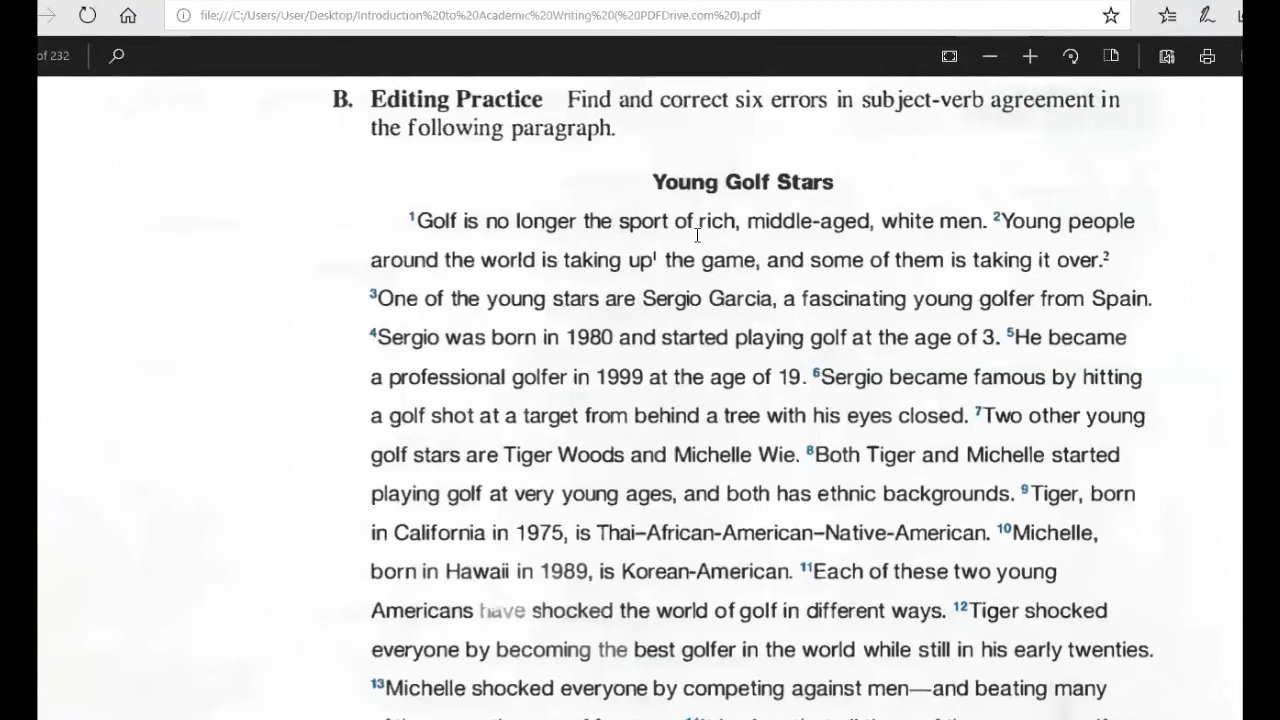 file:///C:/Users/User/Desktop/Introduction%20to%20Academic%20Writing%20(%20PDFDrive.com%20).pdf
of 232
B. Editing Practice Find and correct six errors in subject-verb agreement in
the following paragraph.
Young Golf Stars
¹Golf is no longer the sport of rich, middle-aged, white men. ²Young people
around the world is taking up¹ the game, and some of them is taking it over.²
³One of the young stars are Sergio Garcia, a fascinating young golfer from Spain.
⁴Sergio was born in 1980 and started playing golf at the age of 3. ⁵He became
a professional golfer in 1999 at the age of 19. ⁶Sergio became famous by hitting
a golf shot at a target from behind a tree with his eyes closed. ⁷Two other young
golf stars are Tiger Woods and Michelle Wie. ⁸Both Tiger and Michelle started
playing golf at very young ages, and both has ethnic backgrounds. ⁹Tiger, born
in California in 1975, is Thai–African-American–Native-American. ¹⁰Michelle,
born in Hawaii in 1989, is Korean-American. ¹¹Each of these two young
Americans have shocked the world of golf in different ways. ¹²Tiger shocked
everyone by becoming the best golfer in the world while still in his early twenties.
¹³Michelle shocked everyone by competing against men—and beating many